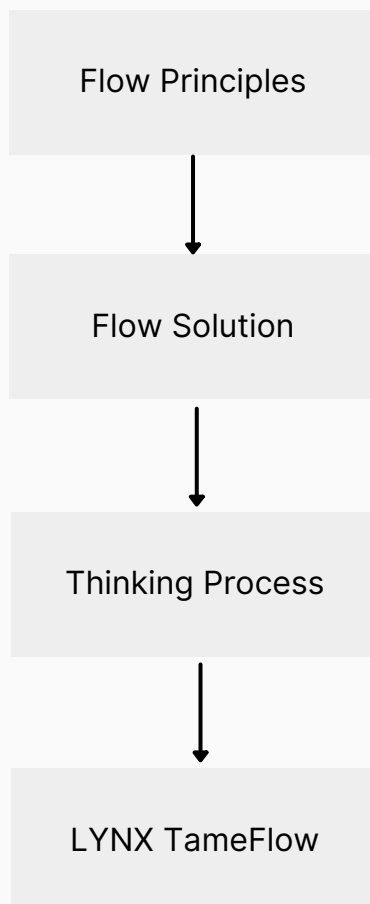 Flow Principles
Flow Solution
Thinking Process
LYNX TameFlow